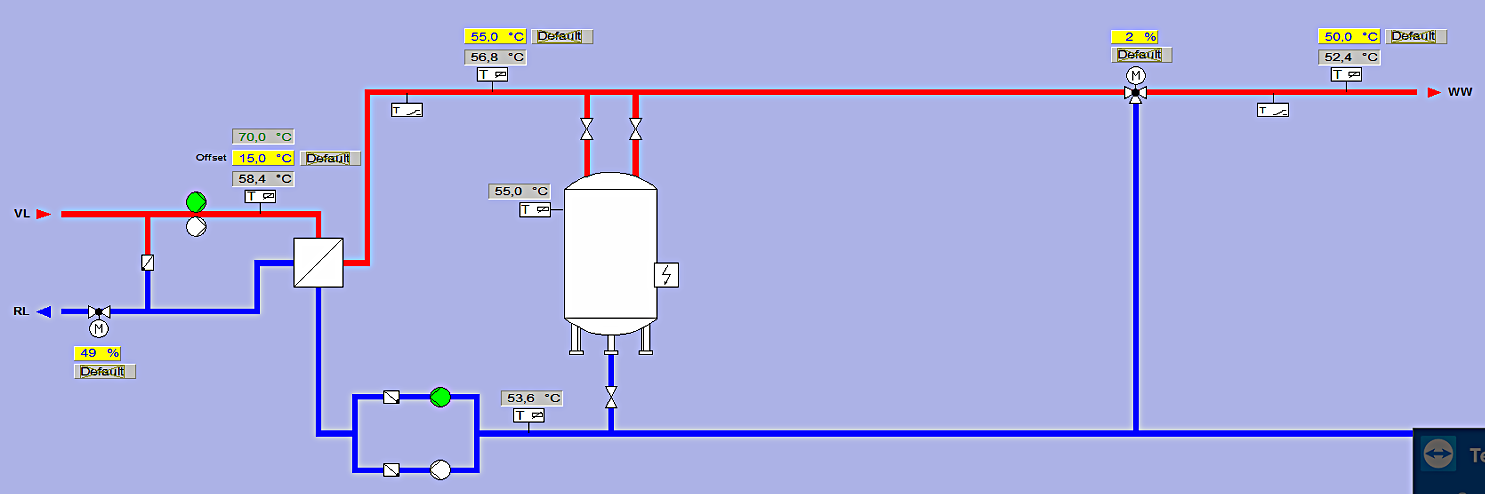 55,0 °C Default
56,8 °C
T
T
2 %
Default
M
50,0 °C Default
52,4 °C
T
WW
T
70,0 °C
Offset 15,0 °C Default
58,4 °C
T
VL
55,0 °C
T
RL
M
49 %
Default
53,6 °C
T